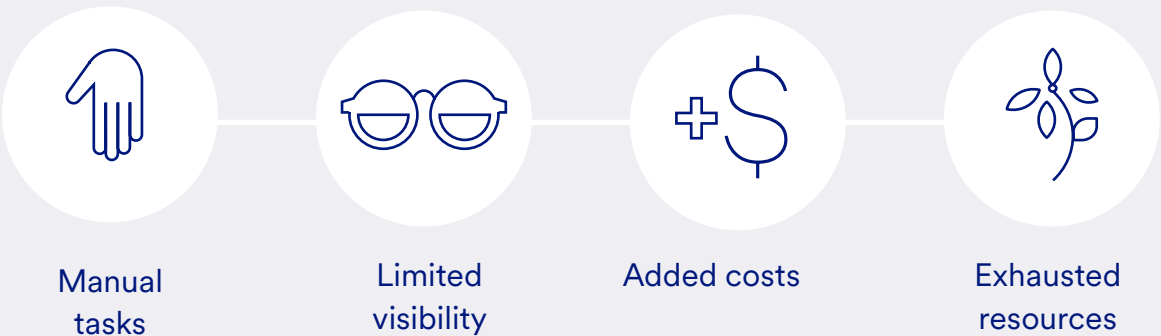 Manual
tasks
Limited
visibility
Added costs
Exhausted
resources